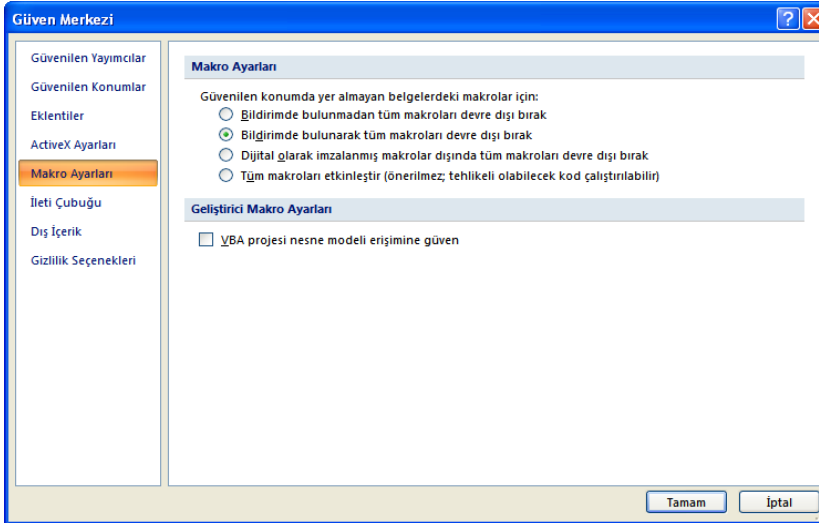 Güven Merkezi
Güvenilen Yayımcılar
Güvenilen Konumlar
Eklentiler
ActiveX Ayarları
Makro Ayarları
İleti Çubuğu
Dış İçerik
Gizlilik Seçenekleri
Makro Ayarları
Güvenilen konumda yer almayan belgelerdeki makrolar için:
Bildirimde bulunmadan tüm makroları devre dışı bırak
Bildirimde bulunarak tüm makroları devre dışı bırak
Dijital olarak imzalanmış makrolar dışında tüm makroları devre dışı bırak
Tüm makroları etkinleştir (önerilmez; tehlikeli olabilecek kod çalıştırılabilir)
Geliştirici Makro Ayarları
VBA projesi nesne modeli erişimine güven
Tamam İptal